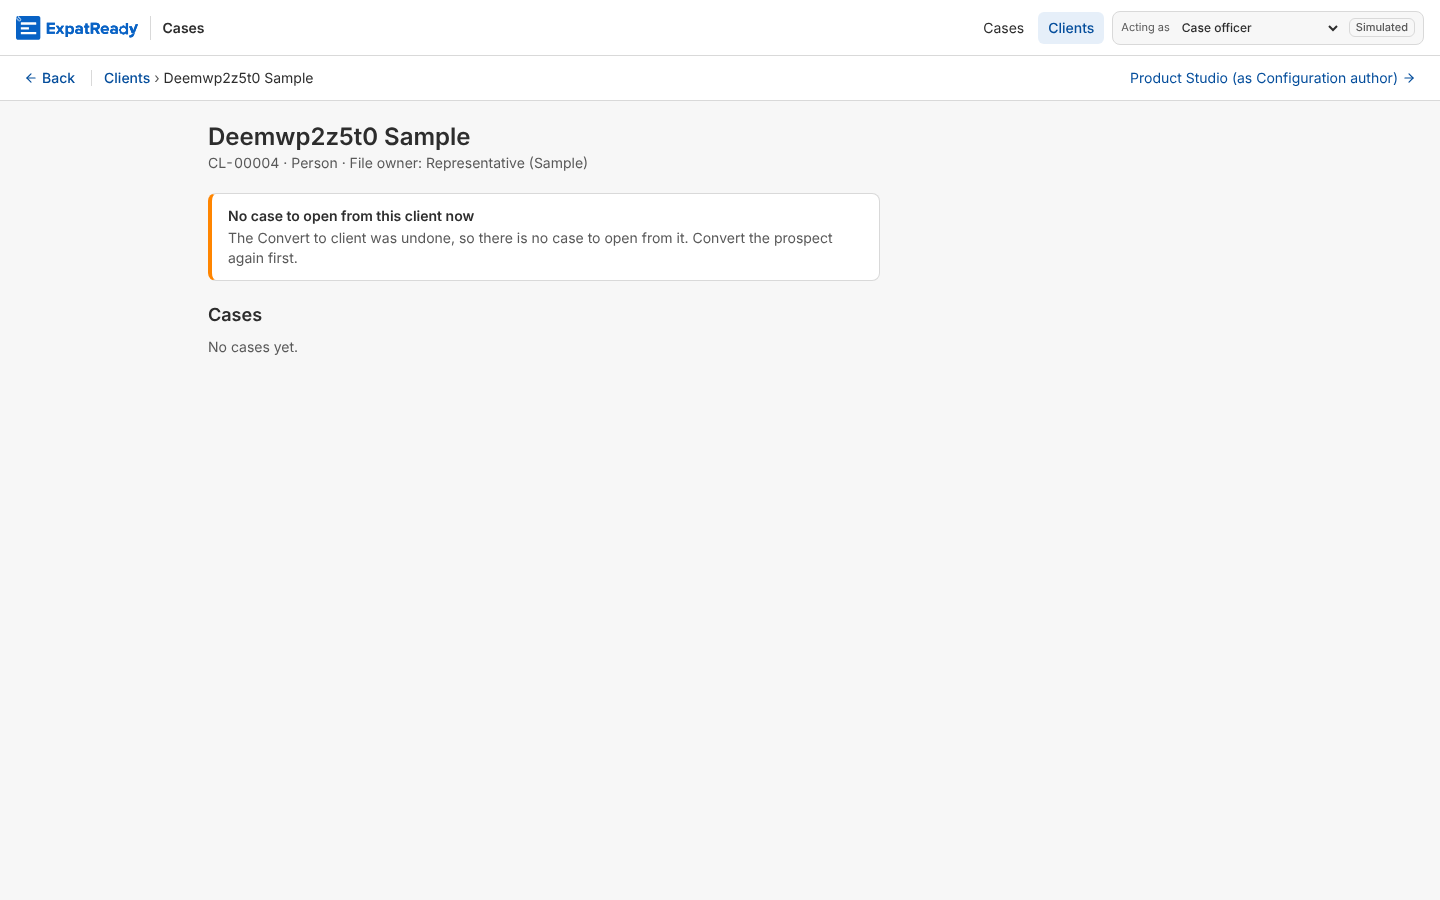 ExpatReady
Cases
Cases
Clients
Acting as
Case officer
Simulated
← Back
Clients › Deemwp2z5t0 Sample
Product Studio (as Configuration author) →
Deemwp2z5t0 Sample
CL-00004 · Person · File owner: Representative (Sample)
No case to open from this client now
The Convert to client was undone, so there is no case to open from it. Convert the prospect
again first.
Cases
No cases yet.